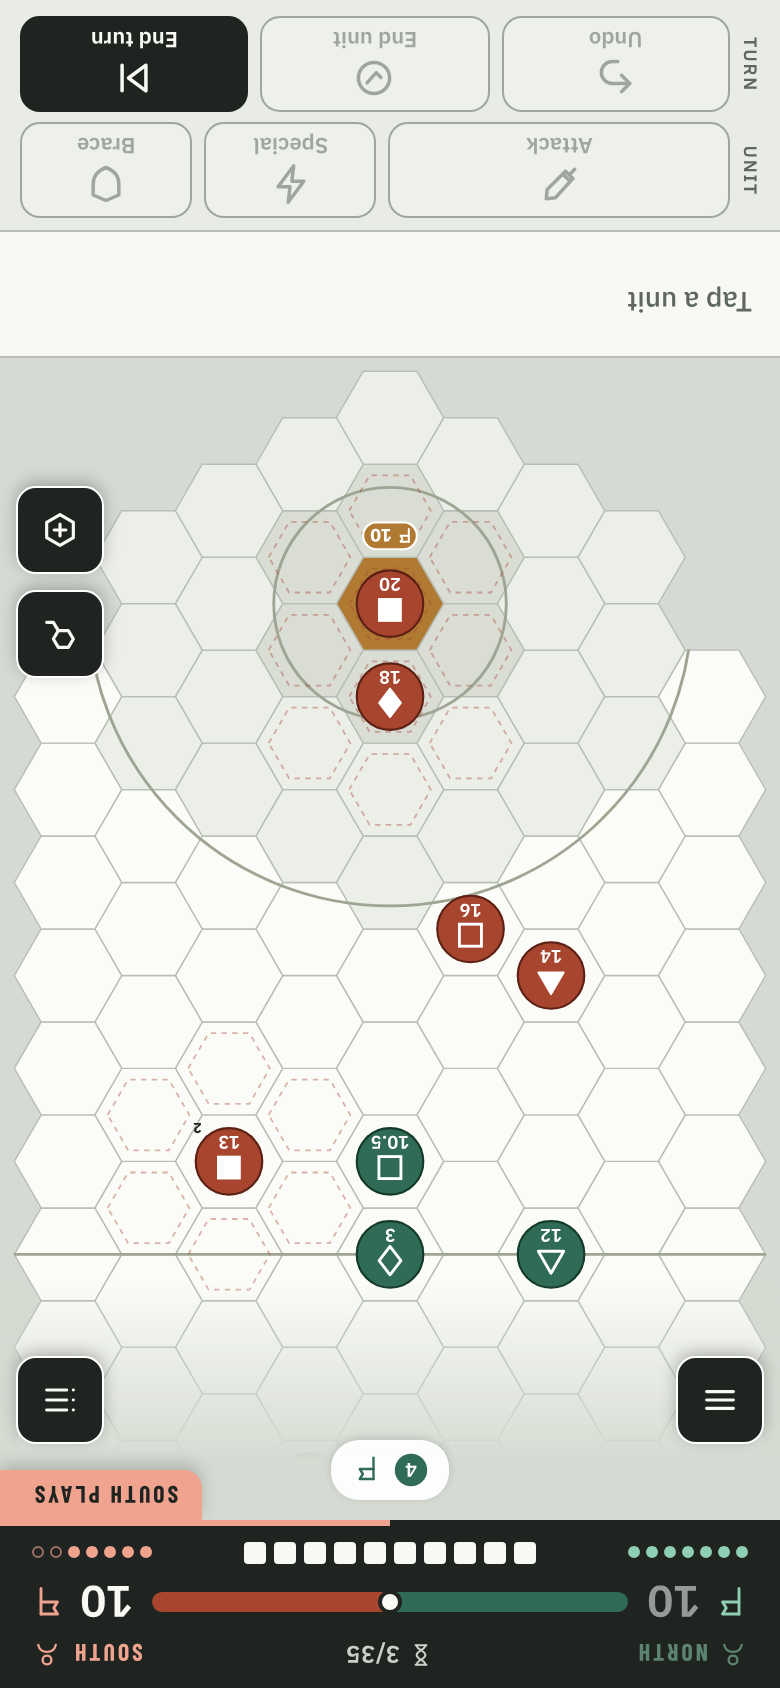 NORTH
3/35
SOUTH
10
10
SOUTH PLAYS
4
12
3
10.5
13
2
14
16
18
20
10
Tap a unit
UNIT
Attack
Special
Brace
TURN
Undo
End unit
End turn